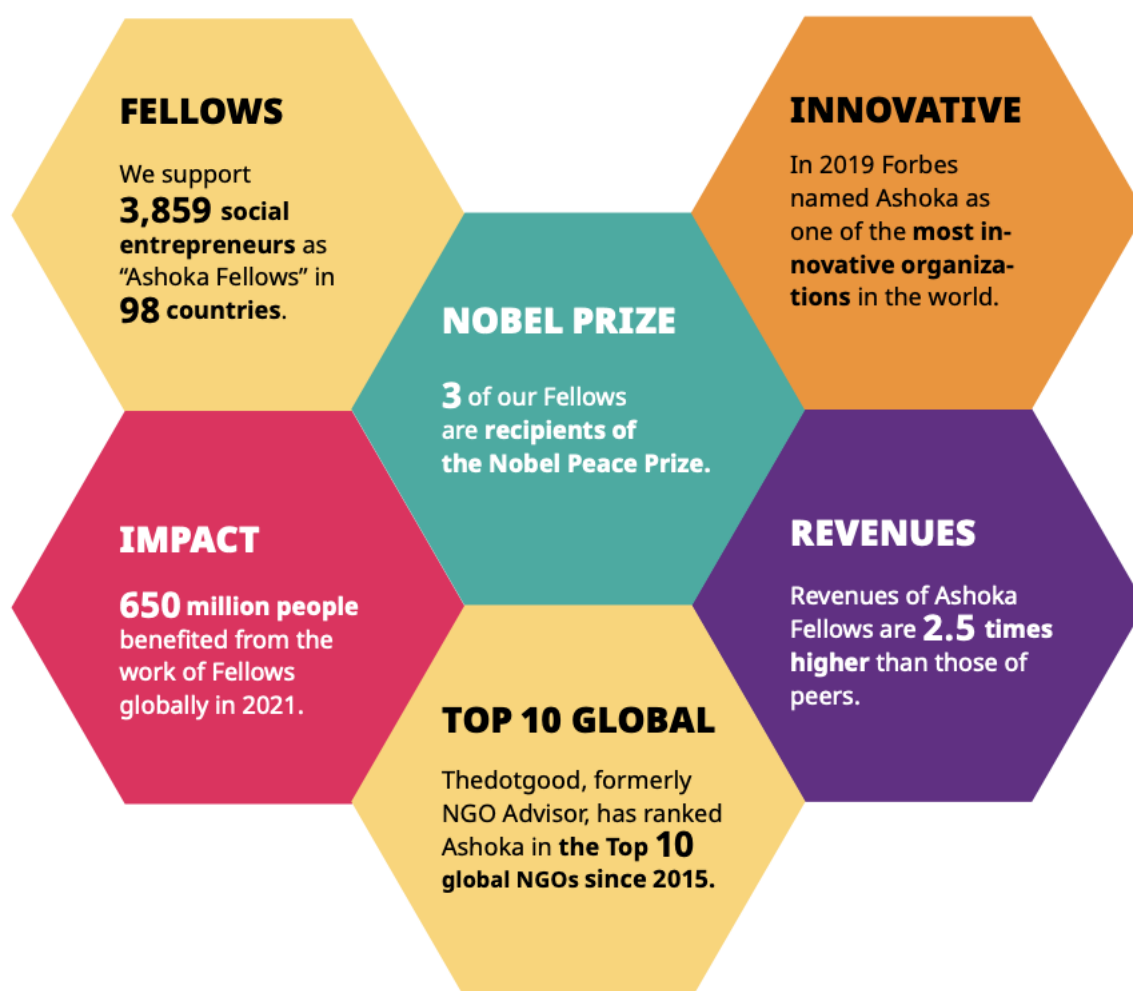 FELLOWS
We support
3,859 social
entrepreneurs as
“Ashoka Fellows” in
98 countries.
INNOVATIVE
In 2019 Forbes
named Ashoka as
one of the most in-
novative organiza-
tions in the world.
NOBEL PRIZE
3 of our Fellows
are recipients of
the Nobel Peace Prize.
IMPACT
650 million people
benefited from the
work of Fellows
globally in 2021.
REVENUES
Revenues of Ashoka
Fellows are 2.5 times
higher than those of
peers.
TOP 10 GLOBAL
Thedotgood, formerly
NGO Advisor, has ranked
Ashoka in the Top 10
global NGOs since 2015.